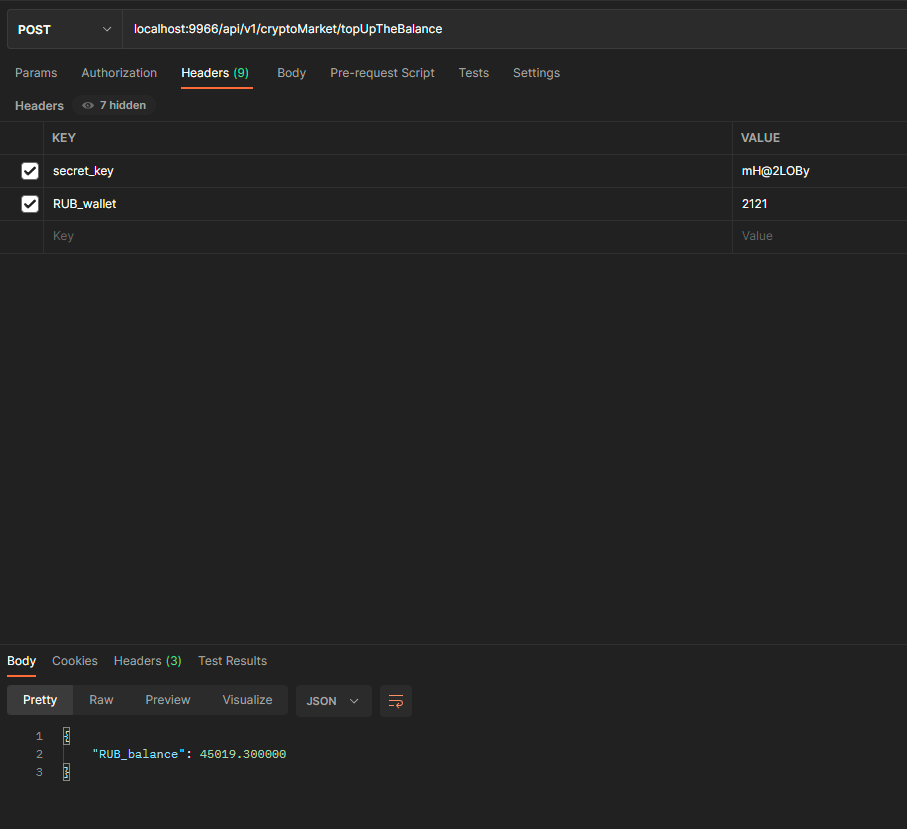 POST localhost:9966/api/v1/cryptoMarket/topUpTheBalance
Params Authorization Headers (9) Body Pre-request Script Tests Settings
Headers 7 hidden
KEY VALUE
secret_key mH@2LOBy
RUB_wallet 2121
Key Value
Body Cookies Headers (3) Test Results
Pretty Raw Preview Visualize JSON
1 {
2 "RUB_balance": 45019.300000
3 }